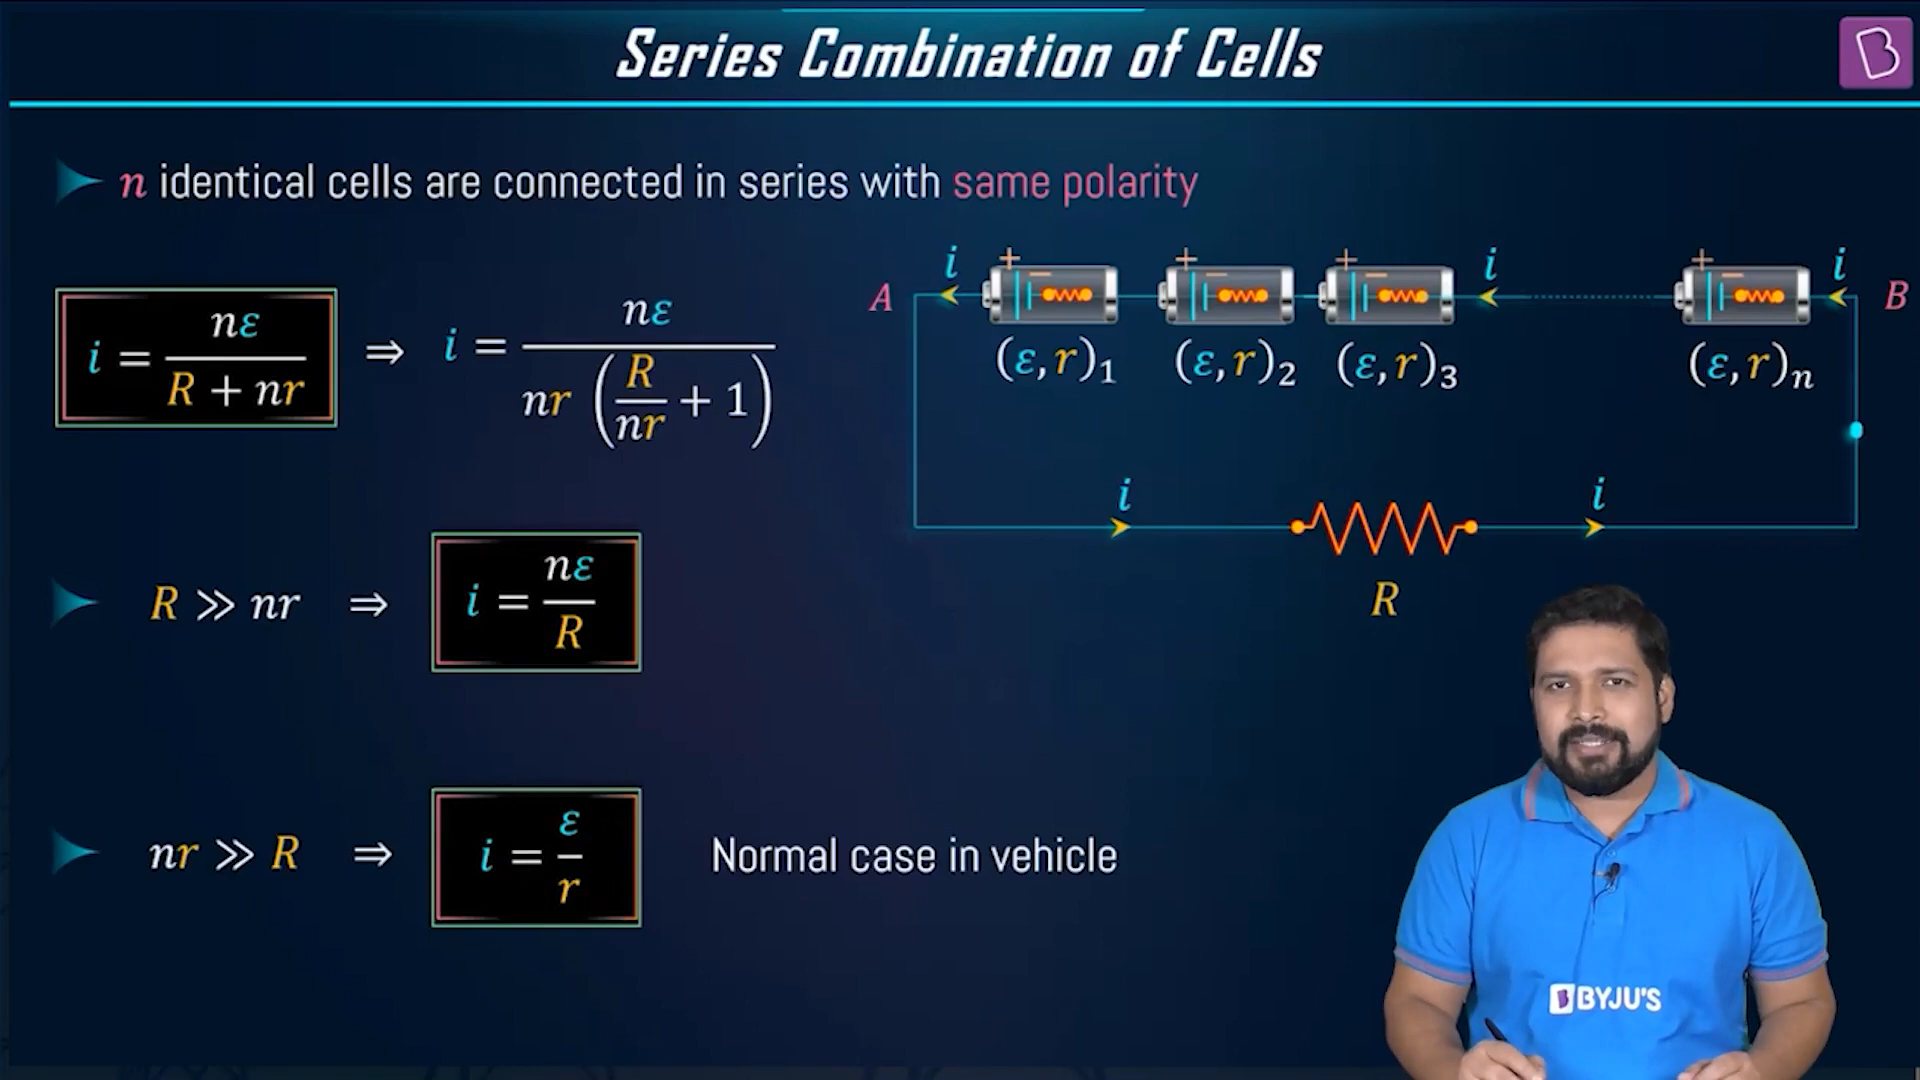 Series Combination of Cells
n identical cells are connected in series with same polarity
i = nε / (R + nr) ⇒ i = nε / (nr (R/nr + 1))
A i + − + − + − i + − i B
(ε, r)₁ (ε, r)₂ (ε, r)₃ (ε, r)ₙ
i i
R
R ≫ nr ⇒ i = nε / R
nr ≫ R ⇒ i = ε / r Normal case in vehicle
BYJU'S